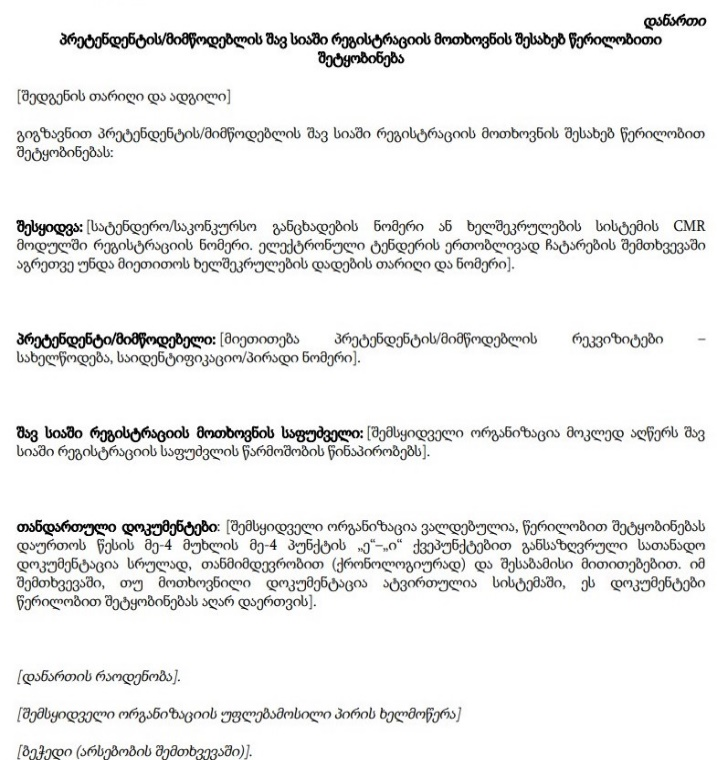 დანართი
პრეტენდენტის/მიმწოდებლის შავ სიაში რეგისტრაციის მოთხოვნის შესახებ წერილობითი
შეტყობინება
[შედგენის თარიღი და ადგილი]
გიგზავნით პრეტენდენტის/მიმწოდებლის შავ სიაში რეგისტრაციის მოთხოვნის შესახებ წერილობით
შეტყობინებას:
შესყიდვა: [სატენდერო/საკონკურსო განცხადების ნომერი ან ხელშეკრულების სისტემის CMR
მოდულში რეგისტრაციის ნომერი. ელექტრონული ტენდერის ერთობლივად ჩატარების შემთხვევაში
აგრეთვე უნდა მიეთითოს ხელშეკრულების დადების თარიღი და ნომერი].
პრეტენდენტი/მიმწოდებელი: [მიეთითება პრეტენდენტის/მიმწოდებლის რეკვიზიტები –
სახელწოდება, საიდენტიფიკაციო/პირადი ნომერი].
შავ სიაში რეგისტრაციის მოთხოვნის საფუძველი: [შემსყიდველი ორგანიზაცია მოკლედ აღწერს შავ
სიაში რეგისტრაციის საფუძვლის წარმოშობის წინაპირობებს].
თანდართული დოკუმენტები: [შემსყიდველი ორგანიზაცია ვალდებულია, წერილობით შეტყობინებას
დაურთოს წესის მე-4 მუხლის მე-4 პუნქტის „ე“–„ი“ ქვეპუნქტებით განსაზღვრული სათანადო
დოკუმენტაცია სრულად, თანმიმდევრობით (ქრონოლოგიურად) და შესაბამისი მითითებებით. იმ
შემთხვევაში, თუ მოთხოვნილი დოკუმენტაცია ატვირთულია სისტემაში, ეს დოკუმენტები
წერილობით შეტყობინებას აღარ დაერთვის].
[დანართის რაოდენობა].
[შემსყიდველი ორგანიზაციის უფლებამოსილი პირის ხელმოწერა]
[ბეჭედი (არსებობის შემთხვევაში)].